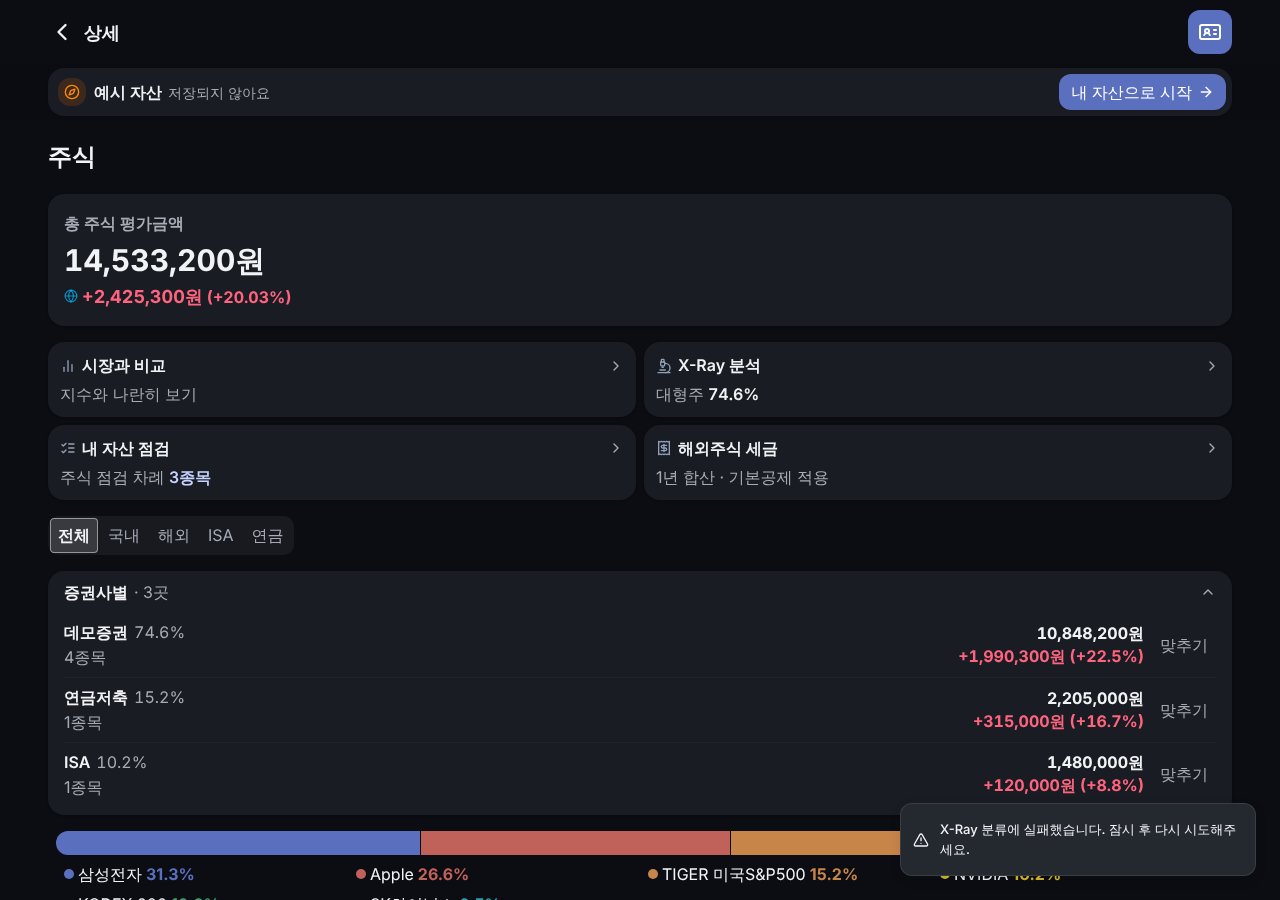 상세
예시 자산 저장되지 않아요
내 자산으로 시작
주식
총 주식 평가금액
14,533,200원
+2,425,300원 (+20.03%)
시장과 비교
지수와 나란히 보기
X-Ray 분석
대형주 74.6%
내 자산 점검
주식 점검 차례 3종목
해외주식 세금
1년 합산 · 기본공제 적용
전체 국내 해외 ISA 연금
증권사별 · 3곳
데모증권 74.6%
4종목
10,848,200원
+1,990,300원 (+22.5%)
맞추기
연금저축 15.2%
1종목
2,205,000원
+315,000원 (+16.7%)
맞추기
ISA 10.2%
1종목
1,480,000원
+120,000원 (+8.8%)
맞추기
X-Ray 분류에 실패했습니다. 잠시 후 다시 시도해주
세요.
삼성전자 31.3% Apple 26.6% TIGER 미국S&P500 15.2% NVIDIA